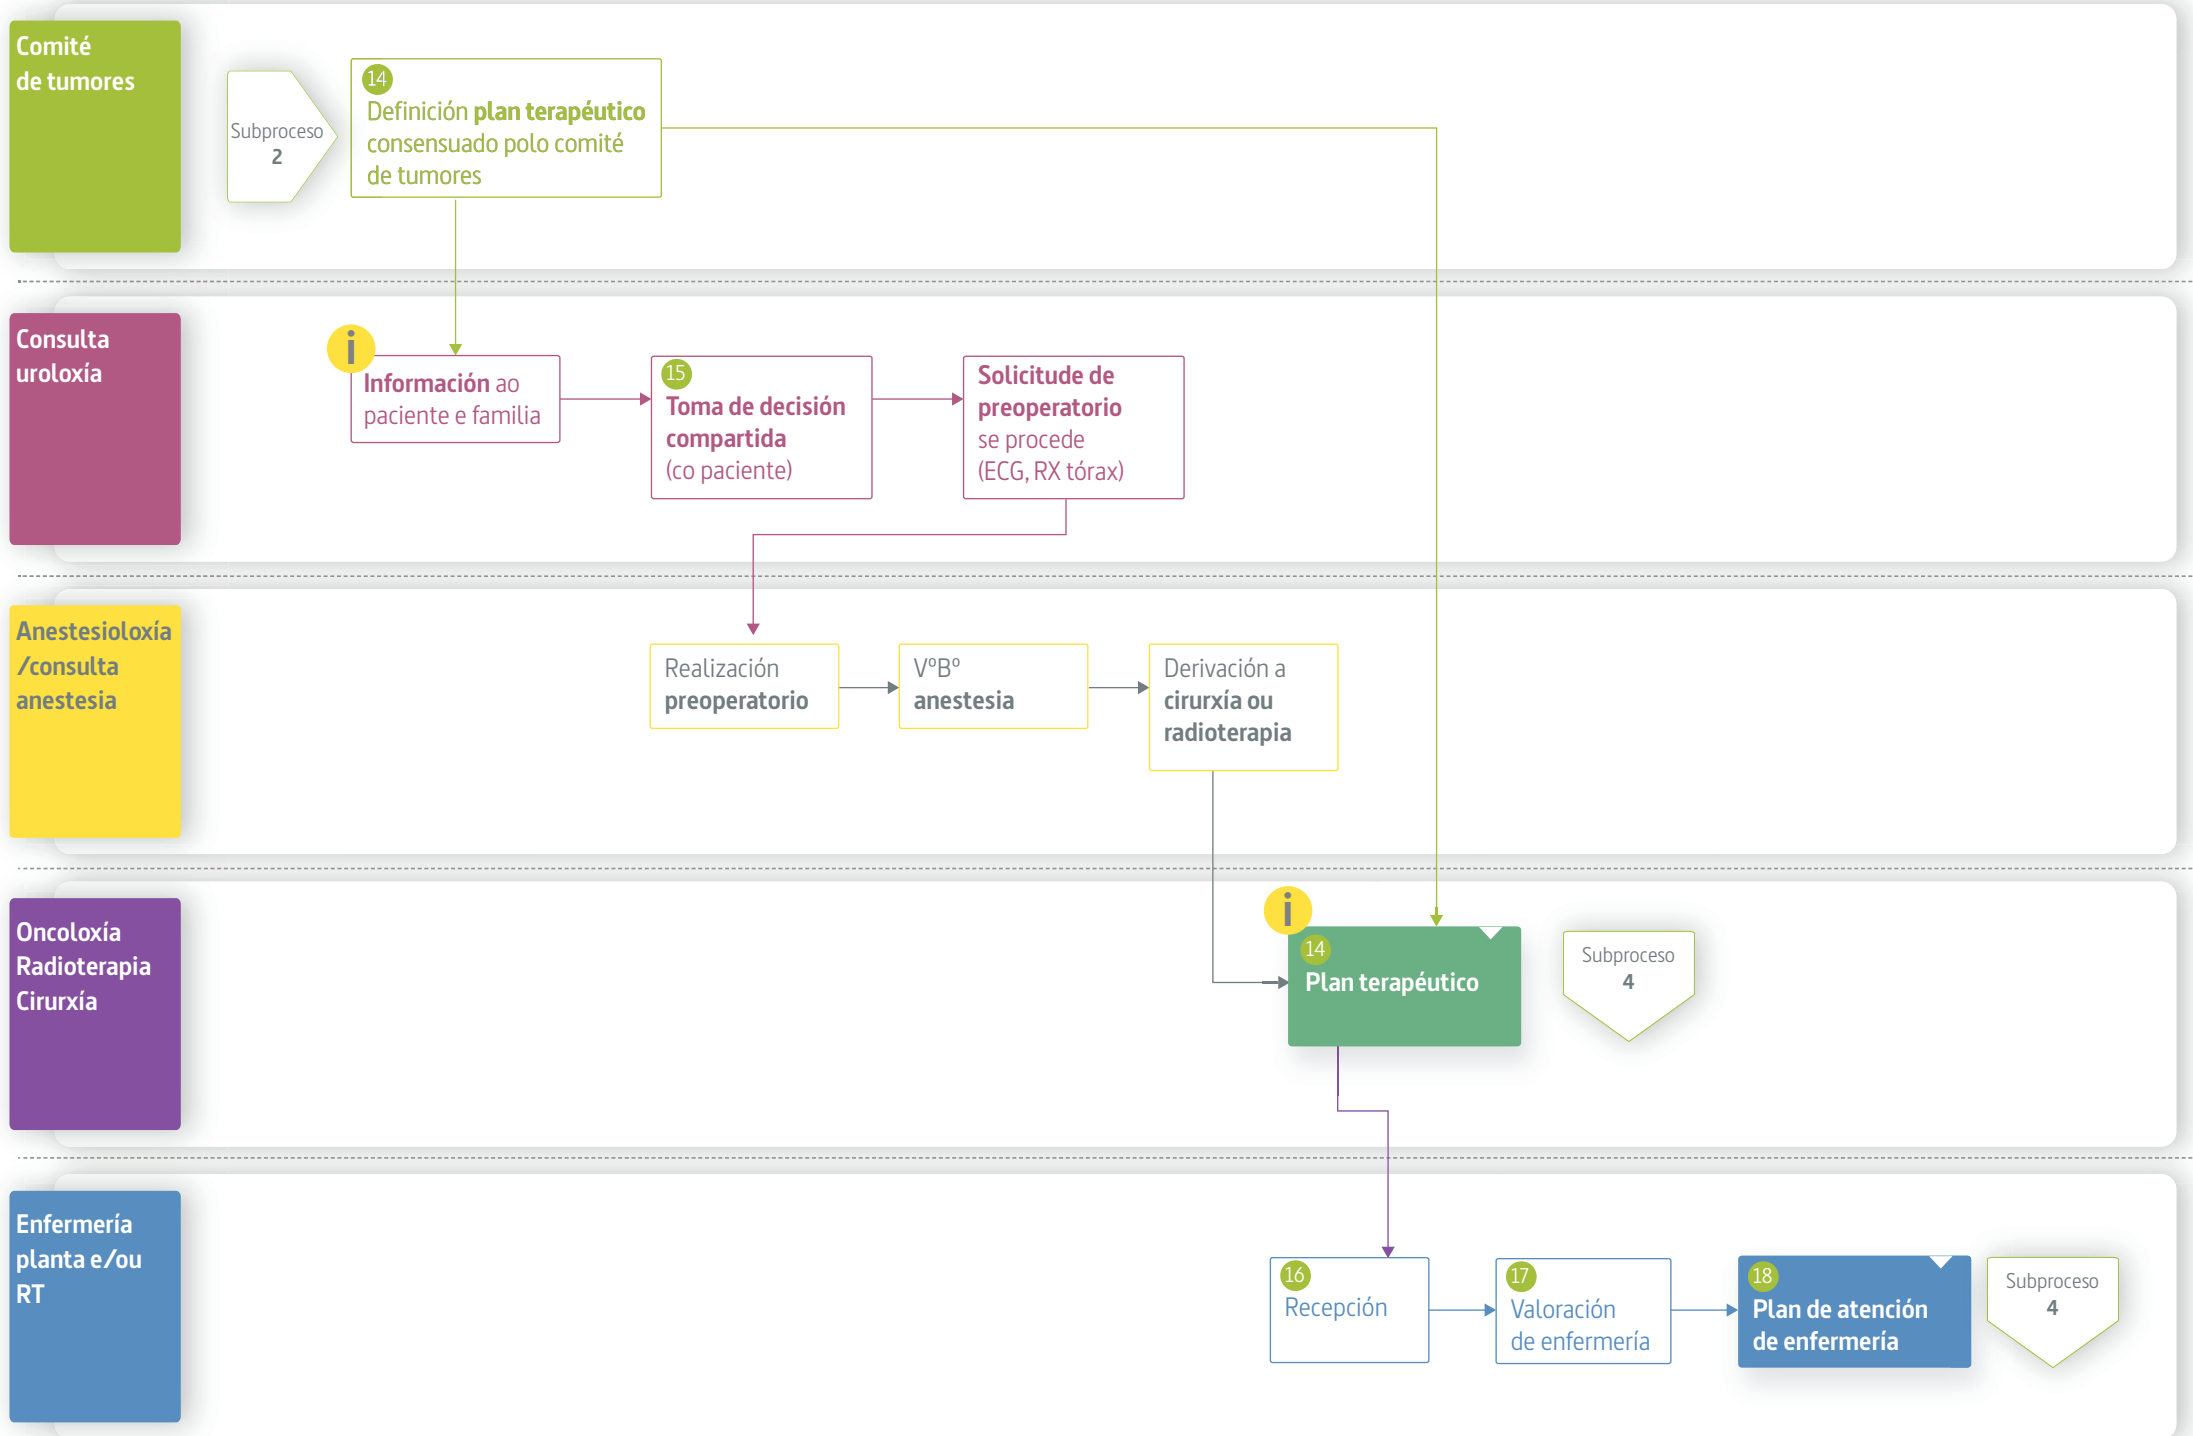 Comité
de tumores
Subproceso
2
14
Definición plan terapéutico
consensuado polo comité
de tumores
Consulta
uroloxía
i
Información ao
paciente e familia
15
Toma de decisión
compartida
(co paciente)
Solicitude de
preoperatorio
se procede
(ECG, RX tórax)
Anestesioloxía
/consulta
anestesia
Realización
preoperatorio
VºBº
anestesia
Derivación a
cirurxía ou
radioterapia
Oncoloxía
Radioterapia
Cirurxía
i
14
Plan terapéutico
Subproceso
4
Enfermería
planta e/ou
RT
16
Recepción
17
Valoración
de enfermería
18
Plan de atención
de enfermería
Subproceso
4